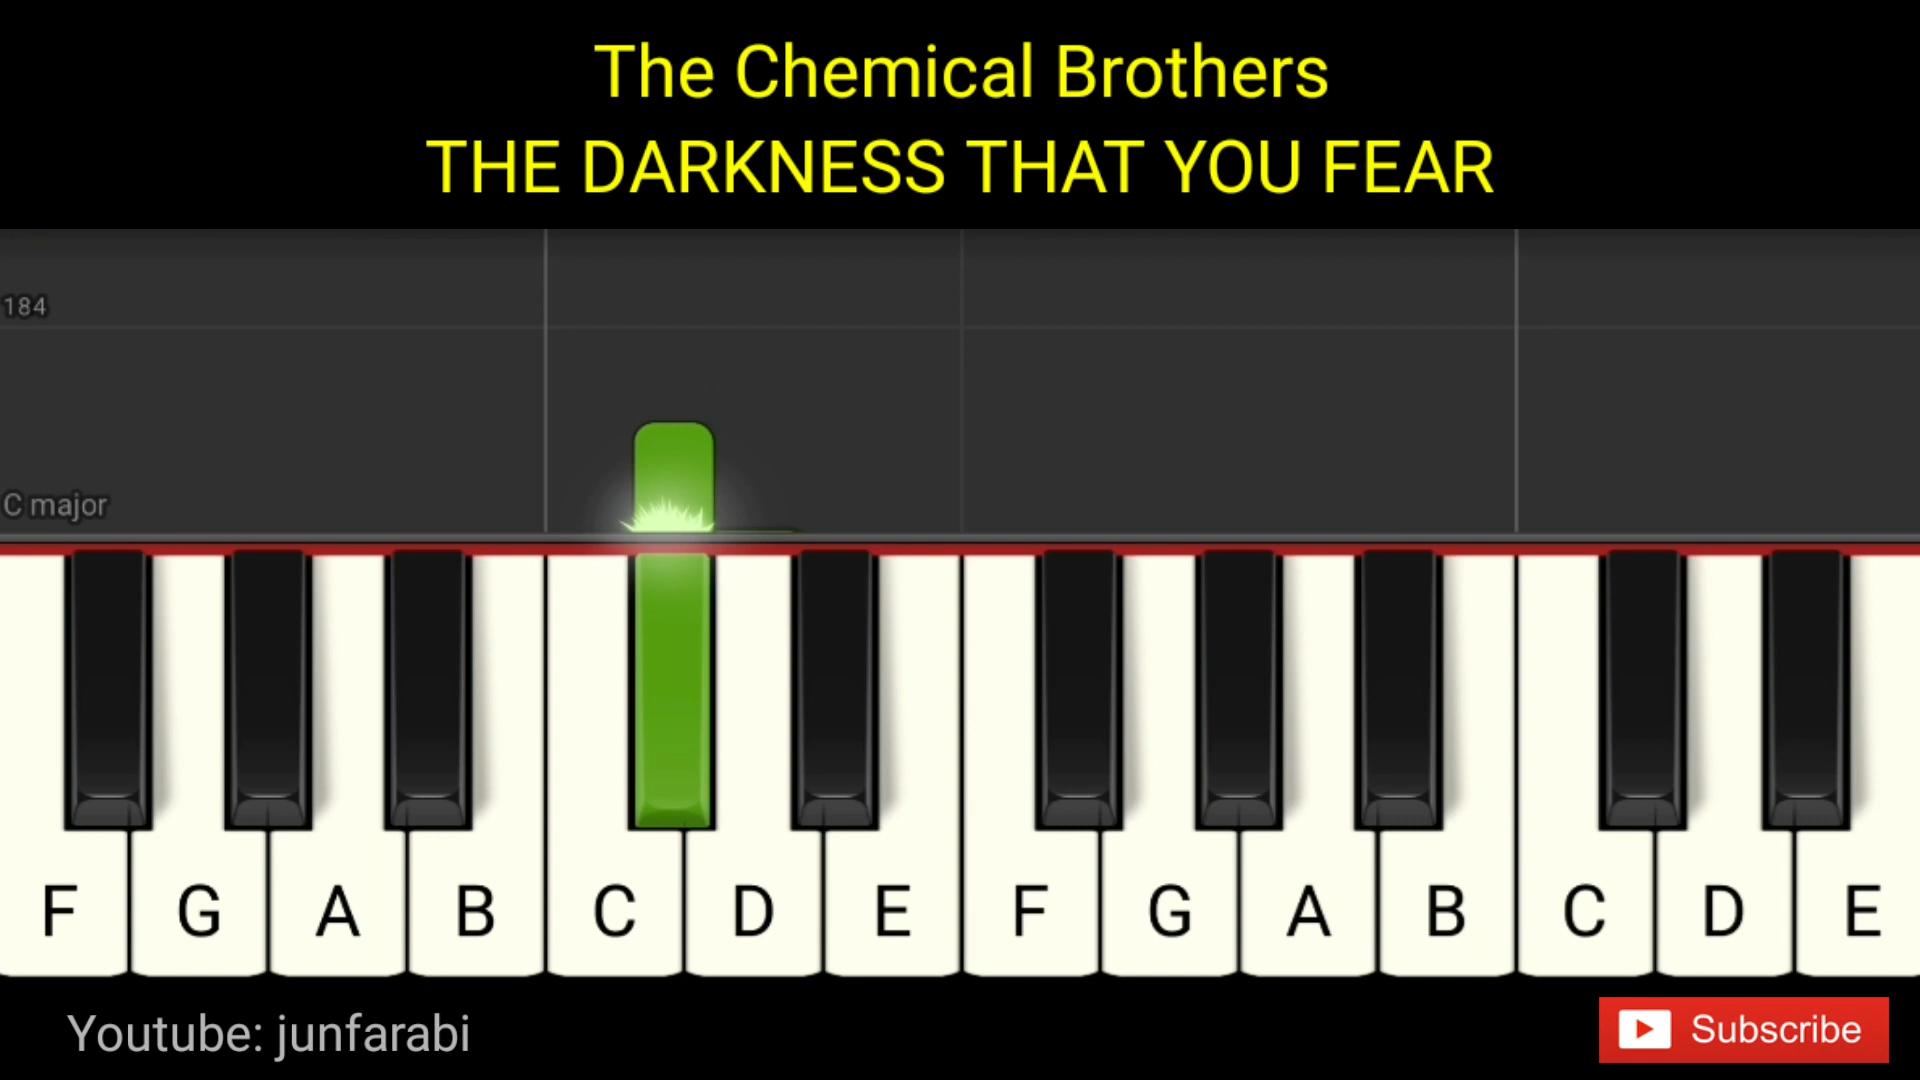 The Chemical Brothers
THE DARKNESS THAT YOU FEAR
184
C major
F G A B C D E F G A B C D E
Youtube: junfarabi
Subscribe